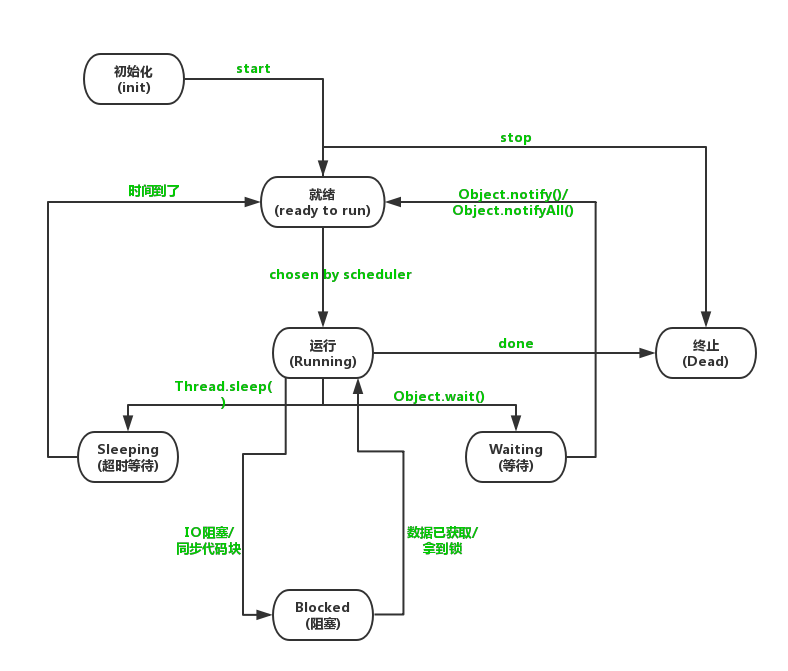 初始化
(init)
start
stop
时间到了
就绪
(ready to run)
Object.notify()/
Object.notifyAll()
chosen by scheduler
运行
(Running)
done
终止
(Dead)
Thread.sleep(
)
Object.wait()
Sleeping
(超时等待)
Waiting
(等待)
IO阻塞/
同步代码块
数据已获取/
拿到锁
Blocked
(阻塞)